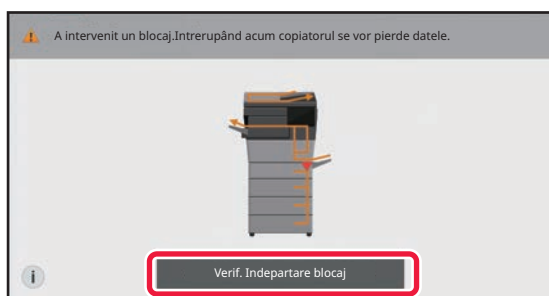 A intervenit un blocaj.Intrerupând acum copiatorul se vor pierde datele.
Verif. Indepartare blocaj
i